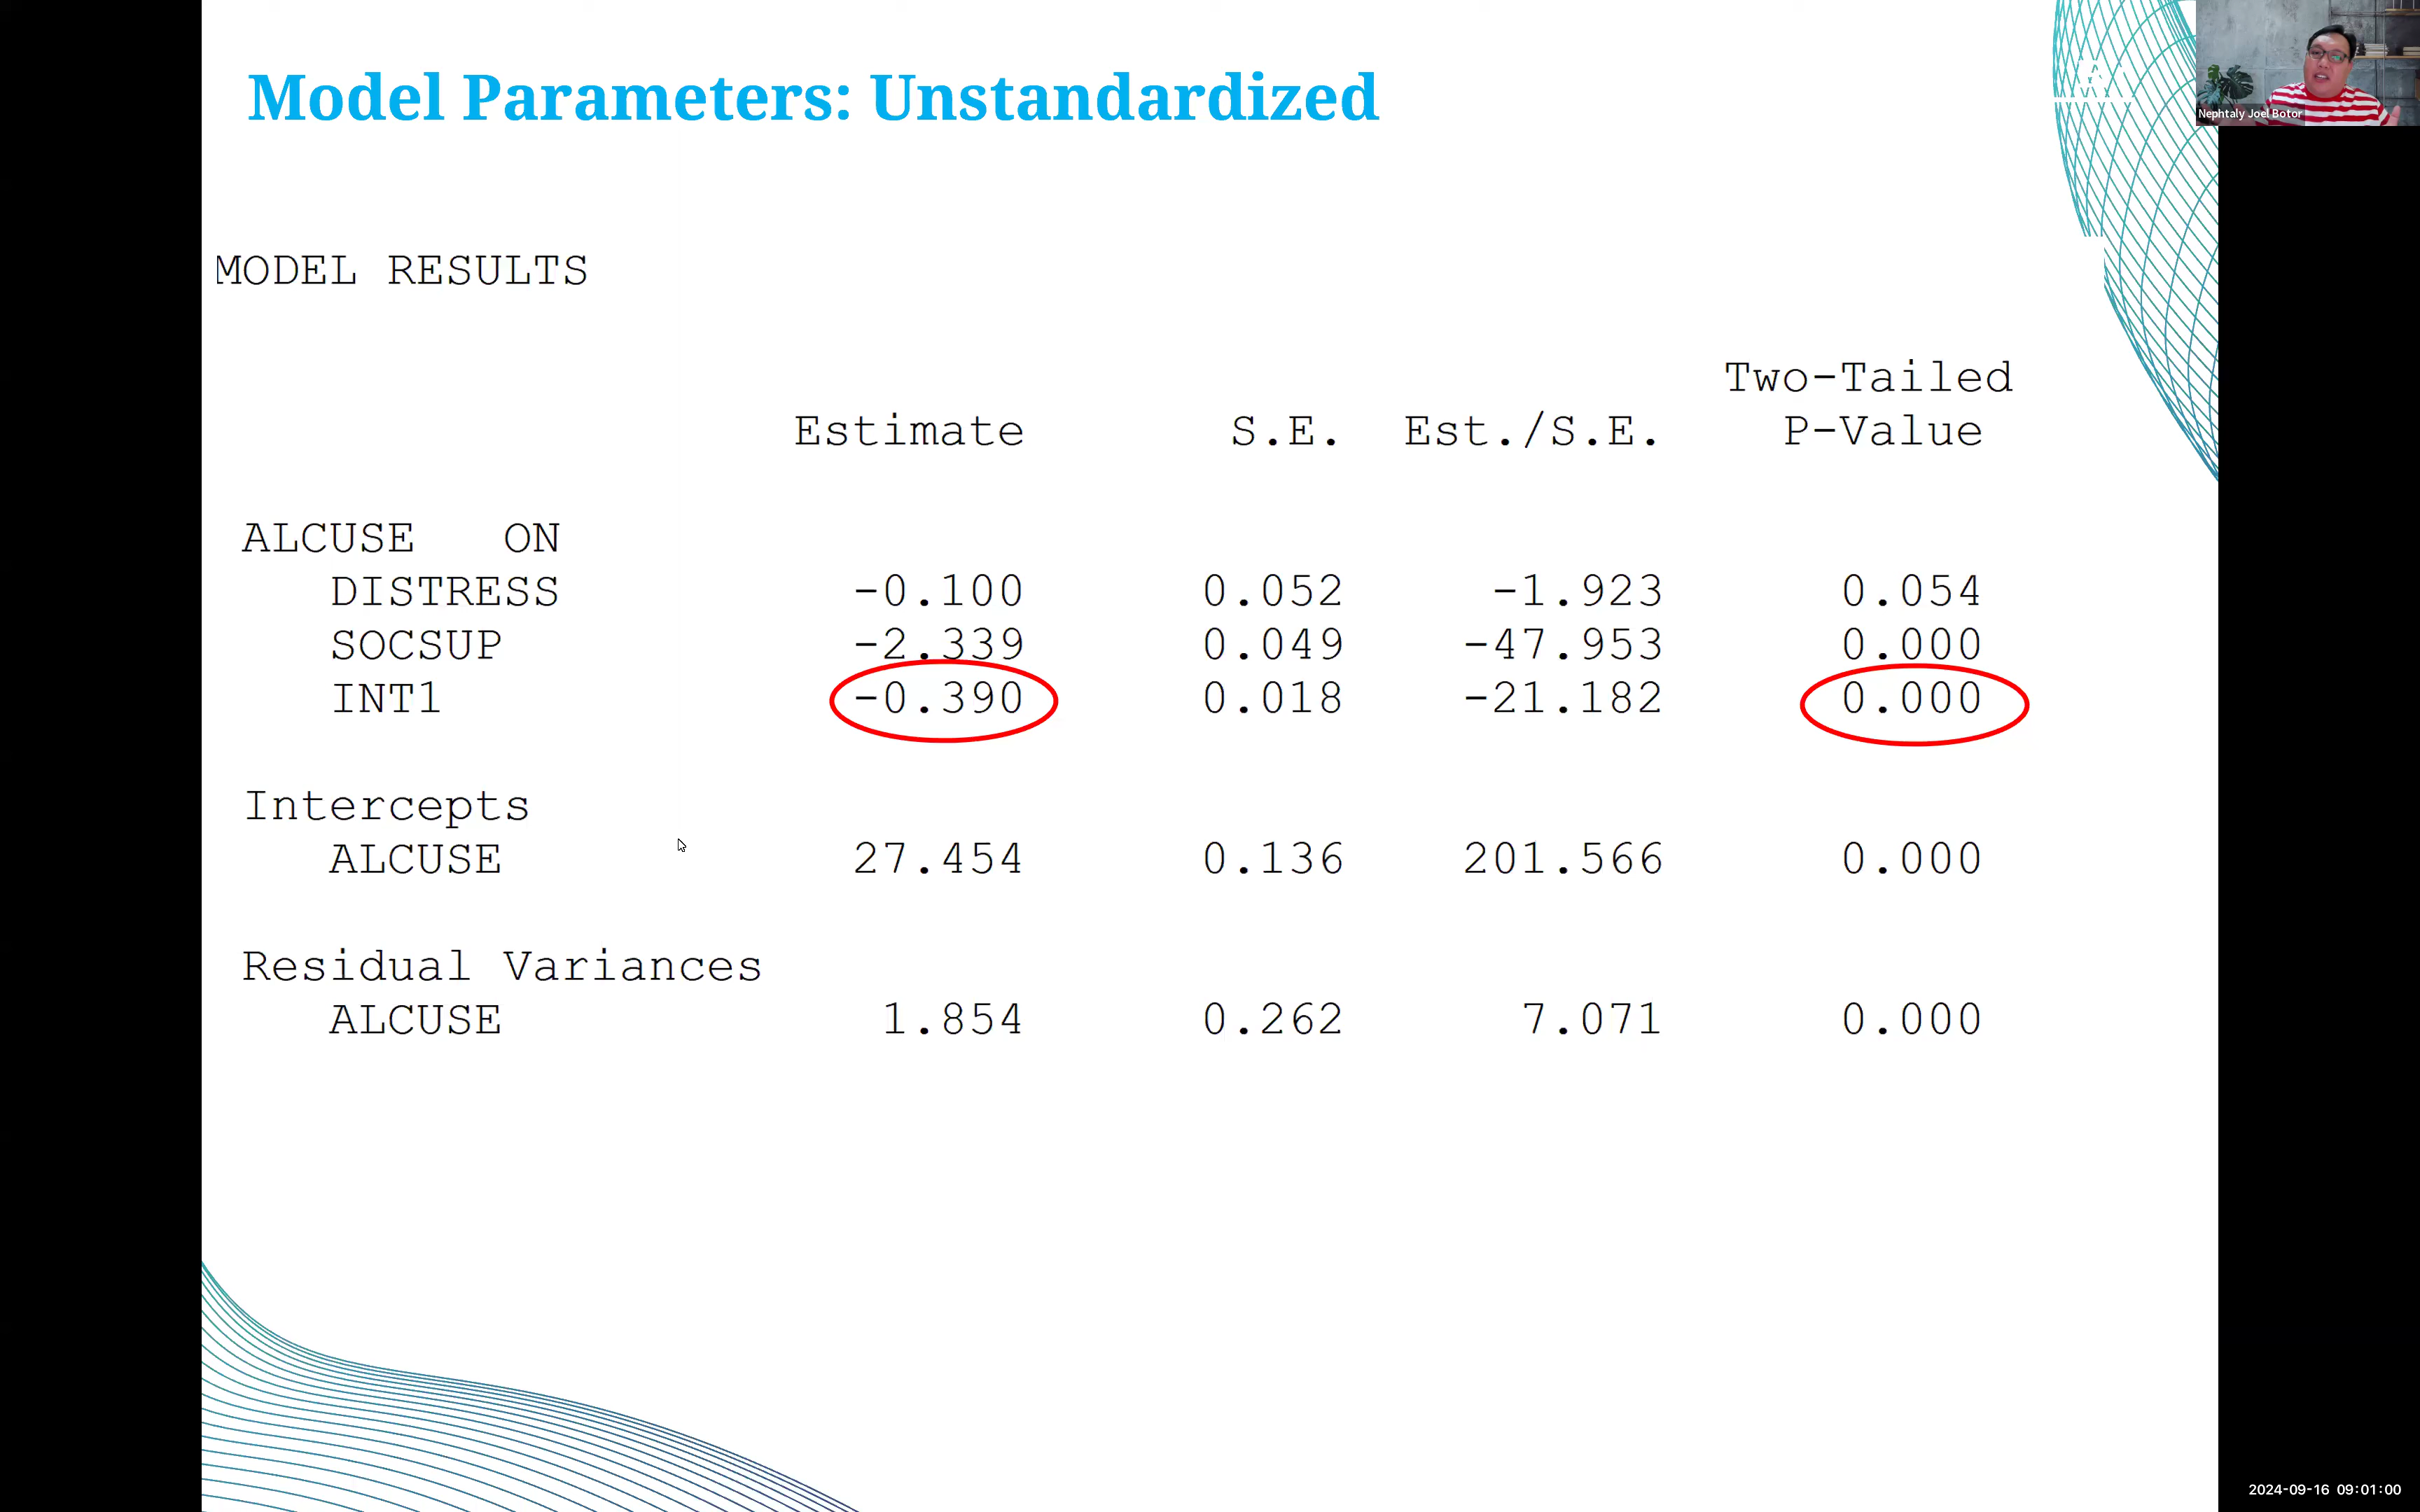 Model Parameters: Unstandardized
Nephtaly Joel Botor
MODEL RESULTS
Two-Tailed
Estimate S.E. Est./S.E. P-Value
ALCUSE ON
DISTRESS -0.100 0.052 -1.923 0.054
SOCSUP -2.339 0.049 -47.953 0.000
INT1 -0.390 0.018 -21.182 0.000
Intercepts
ALCUSE 27.454 0.136 201.566 0.000
Residual Variances
ALCUSE 1.854 0.262 7.071 0.000
2024-09-16 09:01:00